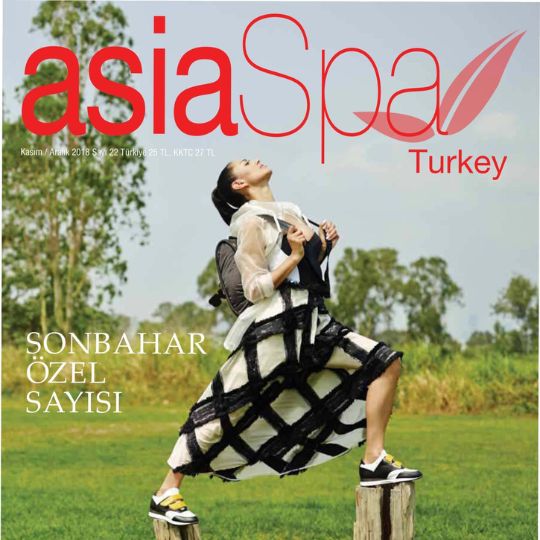 asiaSpa
Turkey
Kasım / Aralık 2018 Sayı 22 Türkiye 25 TL, KKTC 27 TL
SONBAHAR
ÖZEL
SAYISI